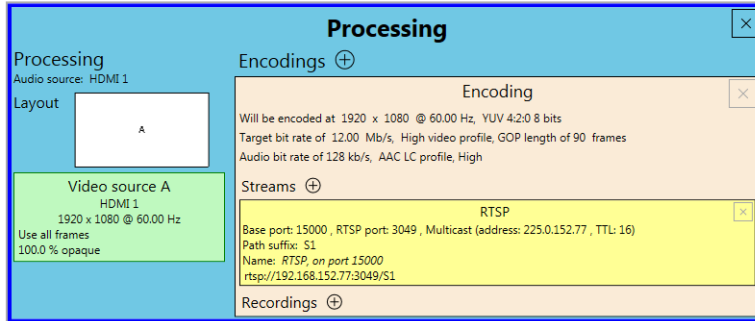 Processing
Processing
Audio source: HDMI 1
Layout
A
Video source A
HDMI 1
1920 x 1080 @ 60.00 Hz
Use all frames
100.0 % opaque
Encodings
Encoding
Will be encoded at 1920 x 1080 @ 60.00 Hz, YUV 4:2:0 8 bits
Target bit rate of 12.00 Mb/s, High video profile, GOP length of 90 frames
Audio bit rate of 128 kb/s, AAC LC profile, High
Streams
RTSP
Base port: 15000 , RTSP port: 3049 , Multicast (address: 225.0.152.77 , TTL: 16)
Path suffix: S1
Name: RTSP, on port 15000
rtsp://192.168.152.77:3049/S1
Recordings